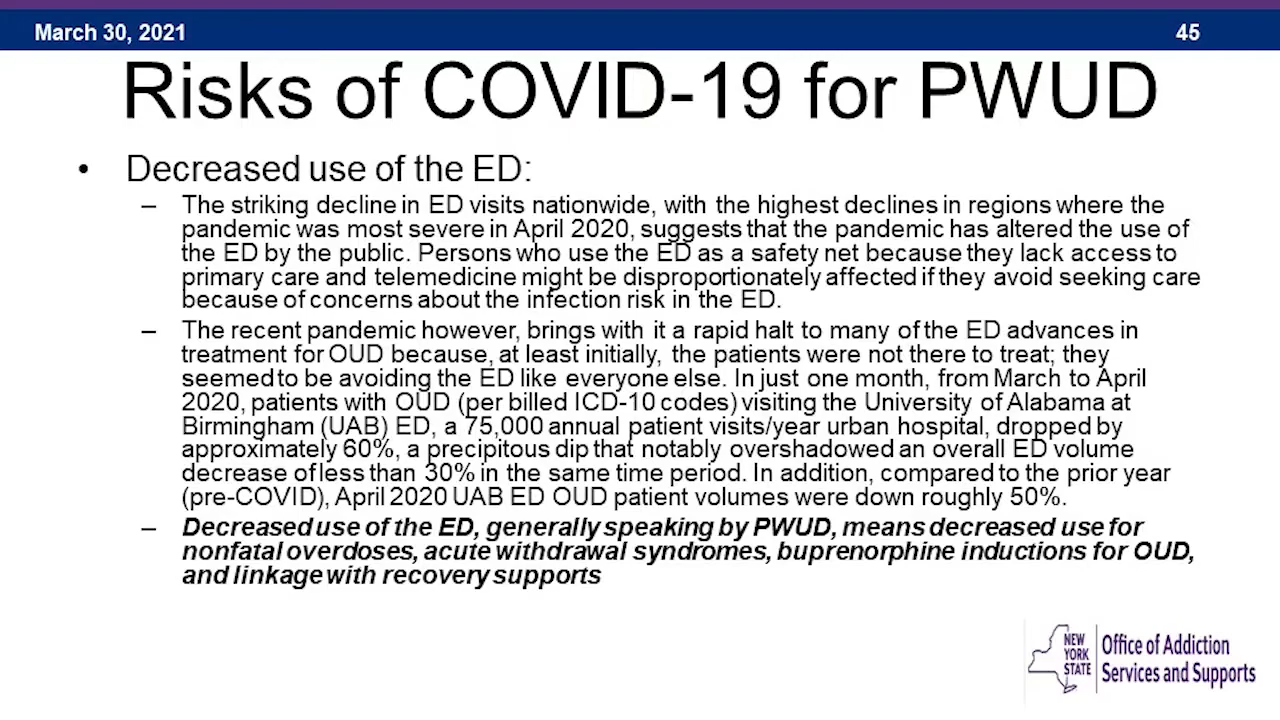 March 30, 2021
45
Risks of COVID-19 for PWUD
• Decreased use of the ED:
– The striking decline in ED visits nationwide, with the highest declines in regions where the
pandemic was most severe in April 2020, suggests that the pandemic has altered the use of
the ED by the public. Persons who use the ED as a safety net because they lack access to
primary care and telemedicine might be disproportionately affected if they avoid seeking care
because of concerns about the infection risk in the ED.
– The recent pandemic however, brings with it a rapid halt to many of the ED advances in
treatment for OUD because, at least initially, the patients were not there to treat; they
seemed to be avoiding the ED like everyone else. In just one month, from March to April
2020, patients with OUD (per billed ICD-10 codes) visiting the University of Alabama at
Birmingham (UAB) ED, a 75,000 annual patient visits/year urban hospital, dropped by
approximately 60%, a precipitous dip that notably overshadowed an overall ED volume
decrease of less than 30% in the same time period. In addition, compared to the prior year
(pre-COVID), April 2020 UAB ED OUD patient volumes were down roughly 50%.
– Decreased use of the ED, generally speaking by PWUD, means decreased use for
nonfatal overdoses, acute withdrawal syndromes, buprenorphine inductions for OUD,
and linkage with recovery supports
NEW
YORK
STATE
Office of Addiction
Services and Supports